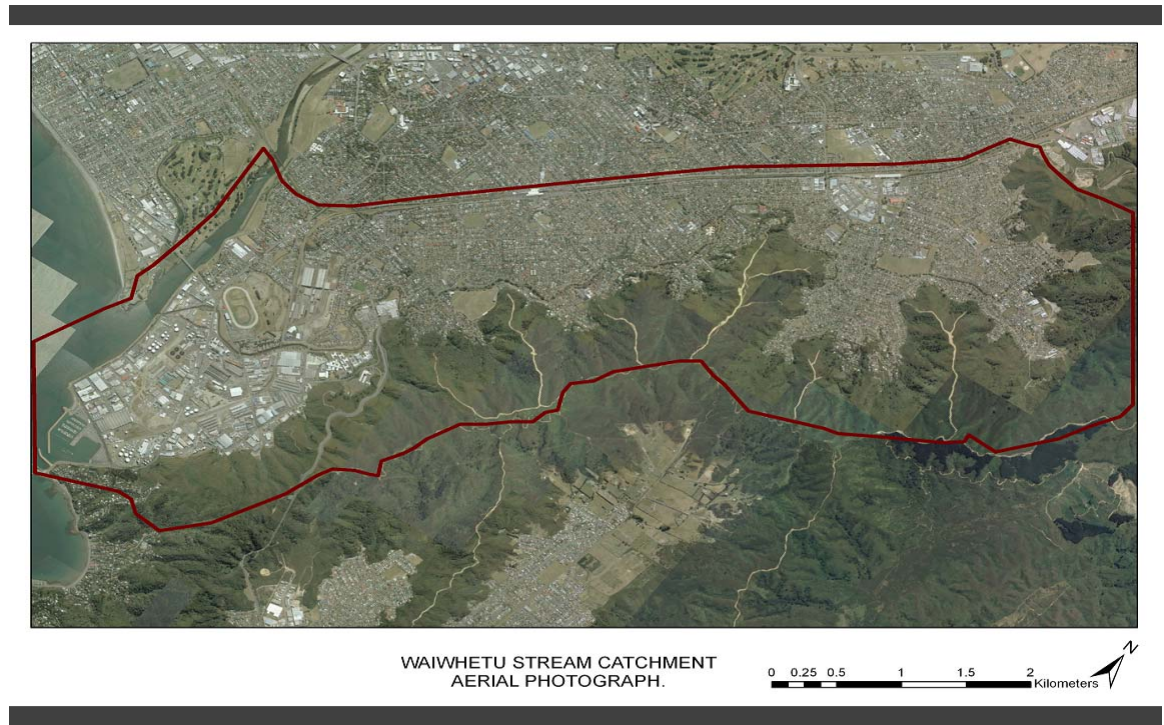 WAIWHETU STREAM CATCHMENT
AERIAL PHOTOGRAPH.
0 0.25 0.5 1 1.5 2
Kilometers
N